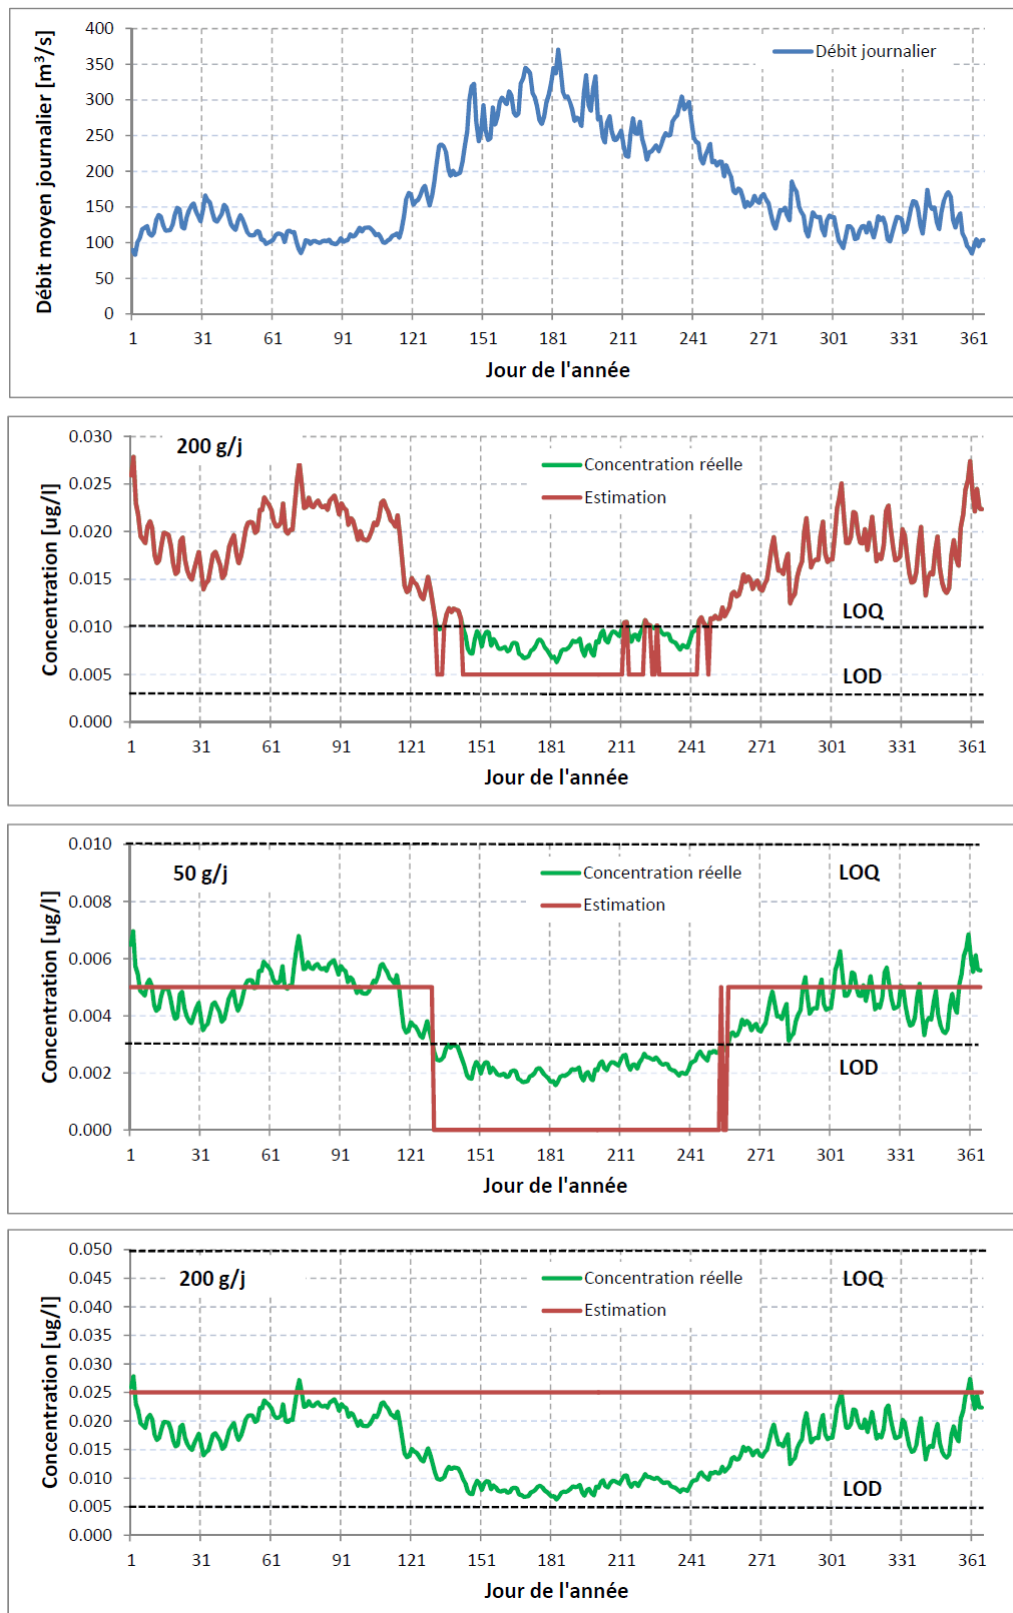 Débit moyen journalier [m³/s]
400
350
300
250
200
150
100
50
0
Débit journalier
1 31 61 91 121 151 181 211 241 271 301 331 361
Jour de l'année
Concentration [ug/l]
0.030
0.025
0.020
0.015
0.010
0.005
0.000
200 g/j
Concentration réelle
Estimation
LOQ
LOD
1 31 61 91 121 151 181 211 241 271 301 331 361
Jour de l'année
Concentration [ug/l]
0.010
0.008
0.006
0.004
0.002
0.000
50 g/j
Concentration réelle
Estimation
LOQ
LOD
1 31 61 91 121 151 181 211 241 271 301 331 361
Jour de l'année
Concentration [ug/l]
0.050
0.045
0.040
0.035
0.030
0.025
0.020
0.015
0.010
0.005
0.000
200 g/j
Concentration réelle
Estimation
LOQ
LOD
1 31 61 91 121 151 181 211 241 271 301 331 361
Jour de l'année